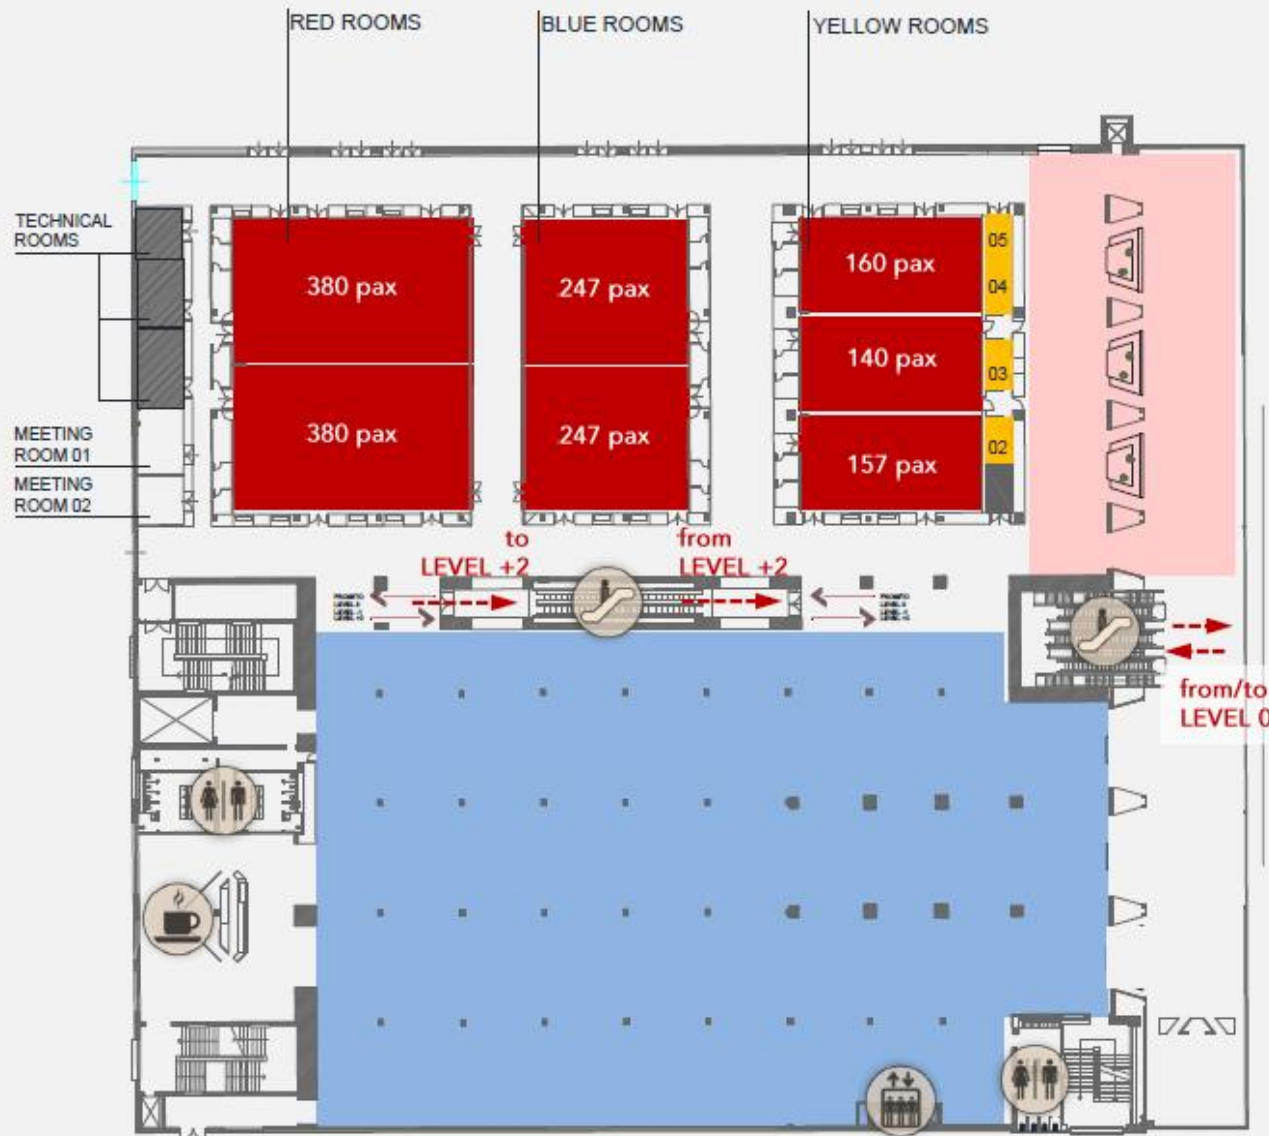 RED ROOMS
BLUE ROOMS
YELLOW ROOMS
TECHNICAL
ROOMS
380 pax
247 pax
160 pax
05
04
140 pax
03
MEETING
ROOM 01
380 pax
247 pax
157 pax
02
MEETING
ROOM 02
to
LEVEL +2
from
LEVEL +2
from/to
LEVEL 0